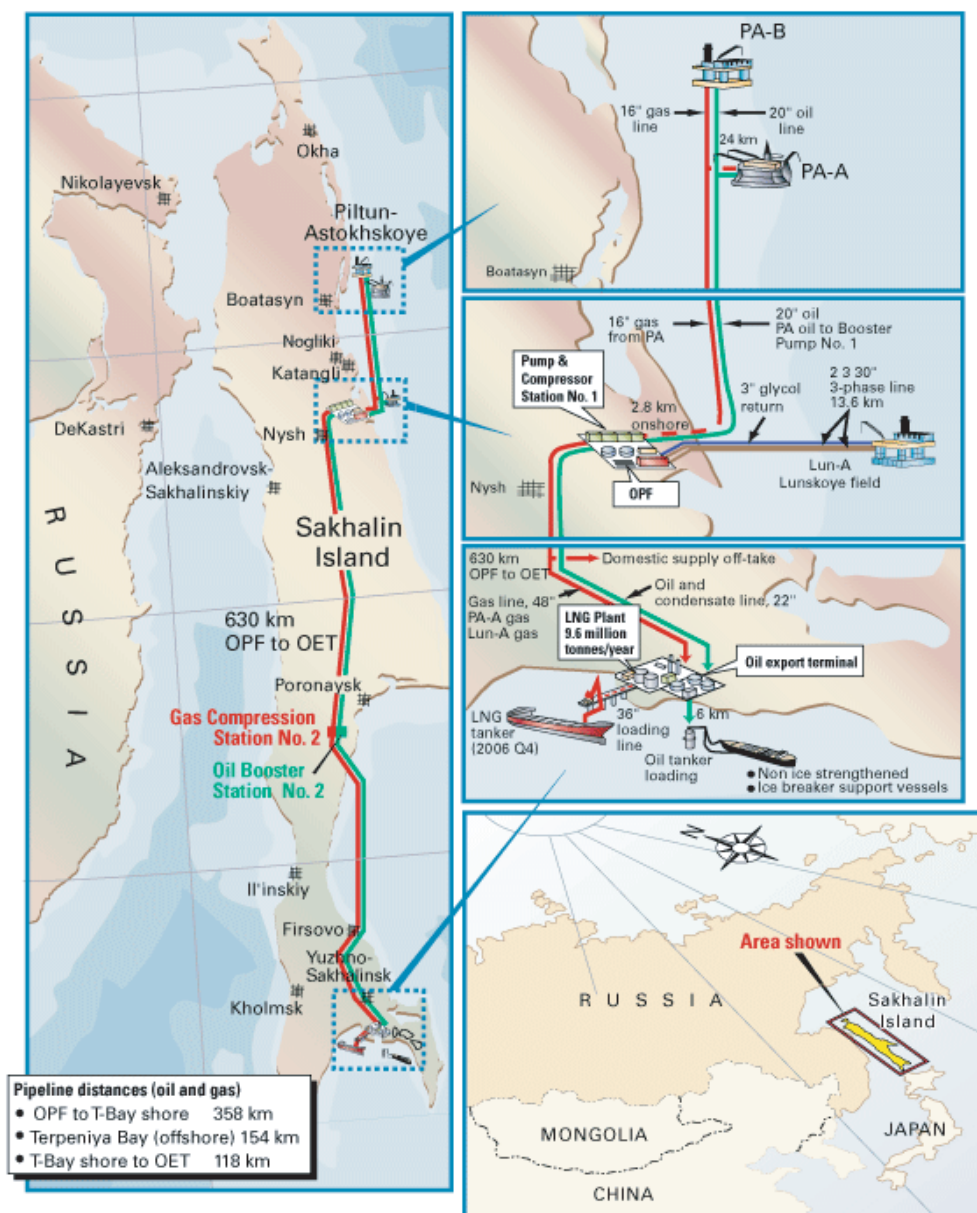 Okha
Nikolayevsk
Piltun-
Astokhskoye
Boatasyn
Nogliki
Katangli
DeKastri
Nysh
Aleksandrovsk-
Sakhalinskiy
R U S S I A
Sakhalin
Island
630 km
OPF to OET
Poronaysk
Gas Compression
Station No. 2
Oil Booster
Station No. 2
Il'inskiy
Firsovo
Yuzhno-
Sakhalinsk
Kholmsk
Pipeline distances (oil and gas)
• OPF to T-Bay shore 358 km
• Terpeniya Bay (offshore) 154 km
• T-Bay shore to OET 118 km
PA-B
16" gas
line
20" oil
line
24 km
PA-A
Boatasyn
16" gas
from PA
20" oil
PA oil to Booster
Pump No. 1
Pump &
Compressor
Station No. 1
2.8 km
onshore
3" glycol
return
2 3 30"
3-phase line
13.6 km
Lun-A
Lunskoye field
Nysh
OPF
630 km
OPF to OET
Domestic supply off-take
Gas line, 48"
PA-A gas
Lun-A gas
Oil and
condensate line, 22"
LNG Plant
9.6 million
tonnes/year
Oil export terminal
LNG
tanker
(2006 Q4)
36"
loading
line
6 km
Oil tanker
loading
• Non ice strengthened
• Ice breaker support vessels
N
Area shown
R U S S I A
Sakhalin
Island
MONGOLIA
JAPAN
CHINA